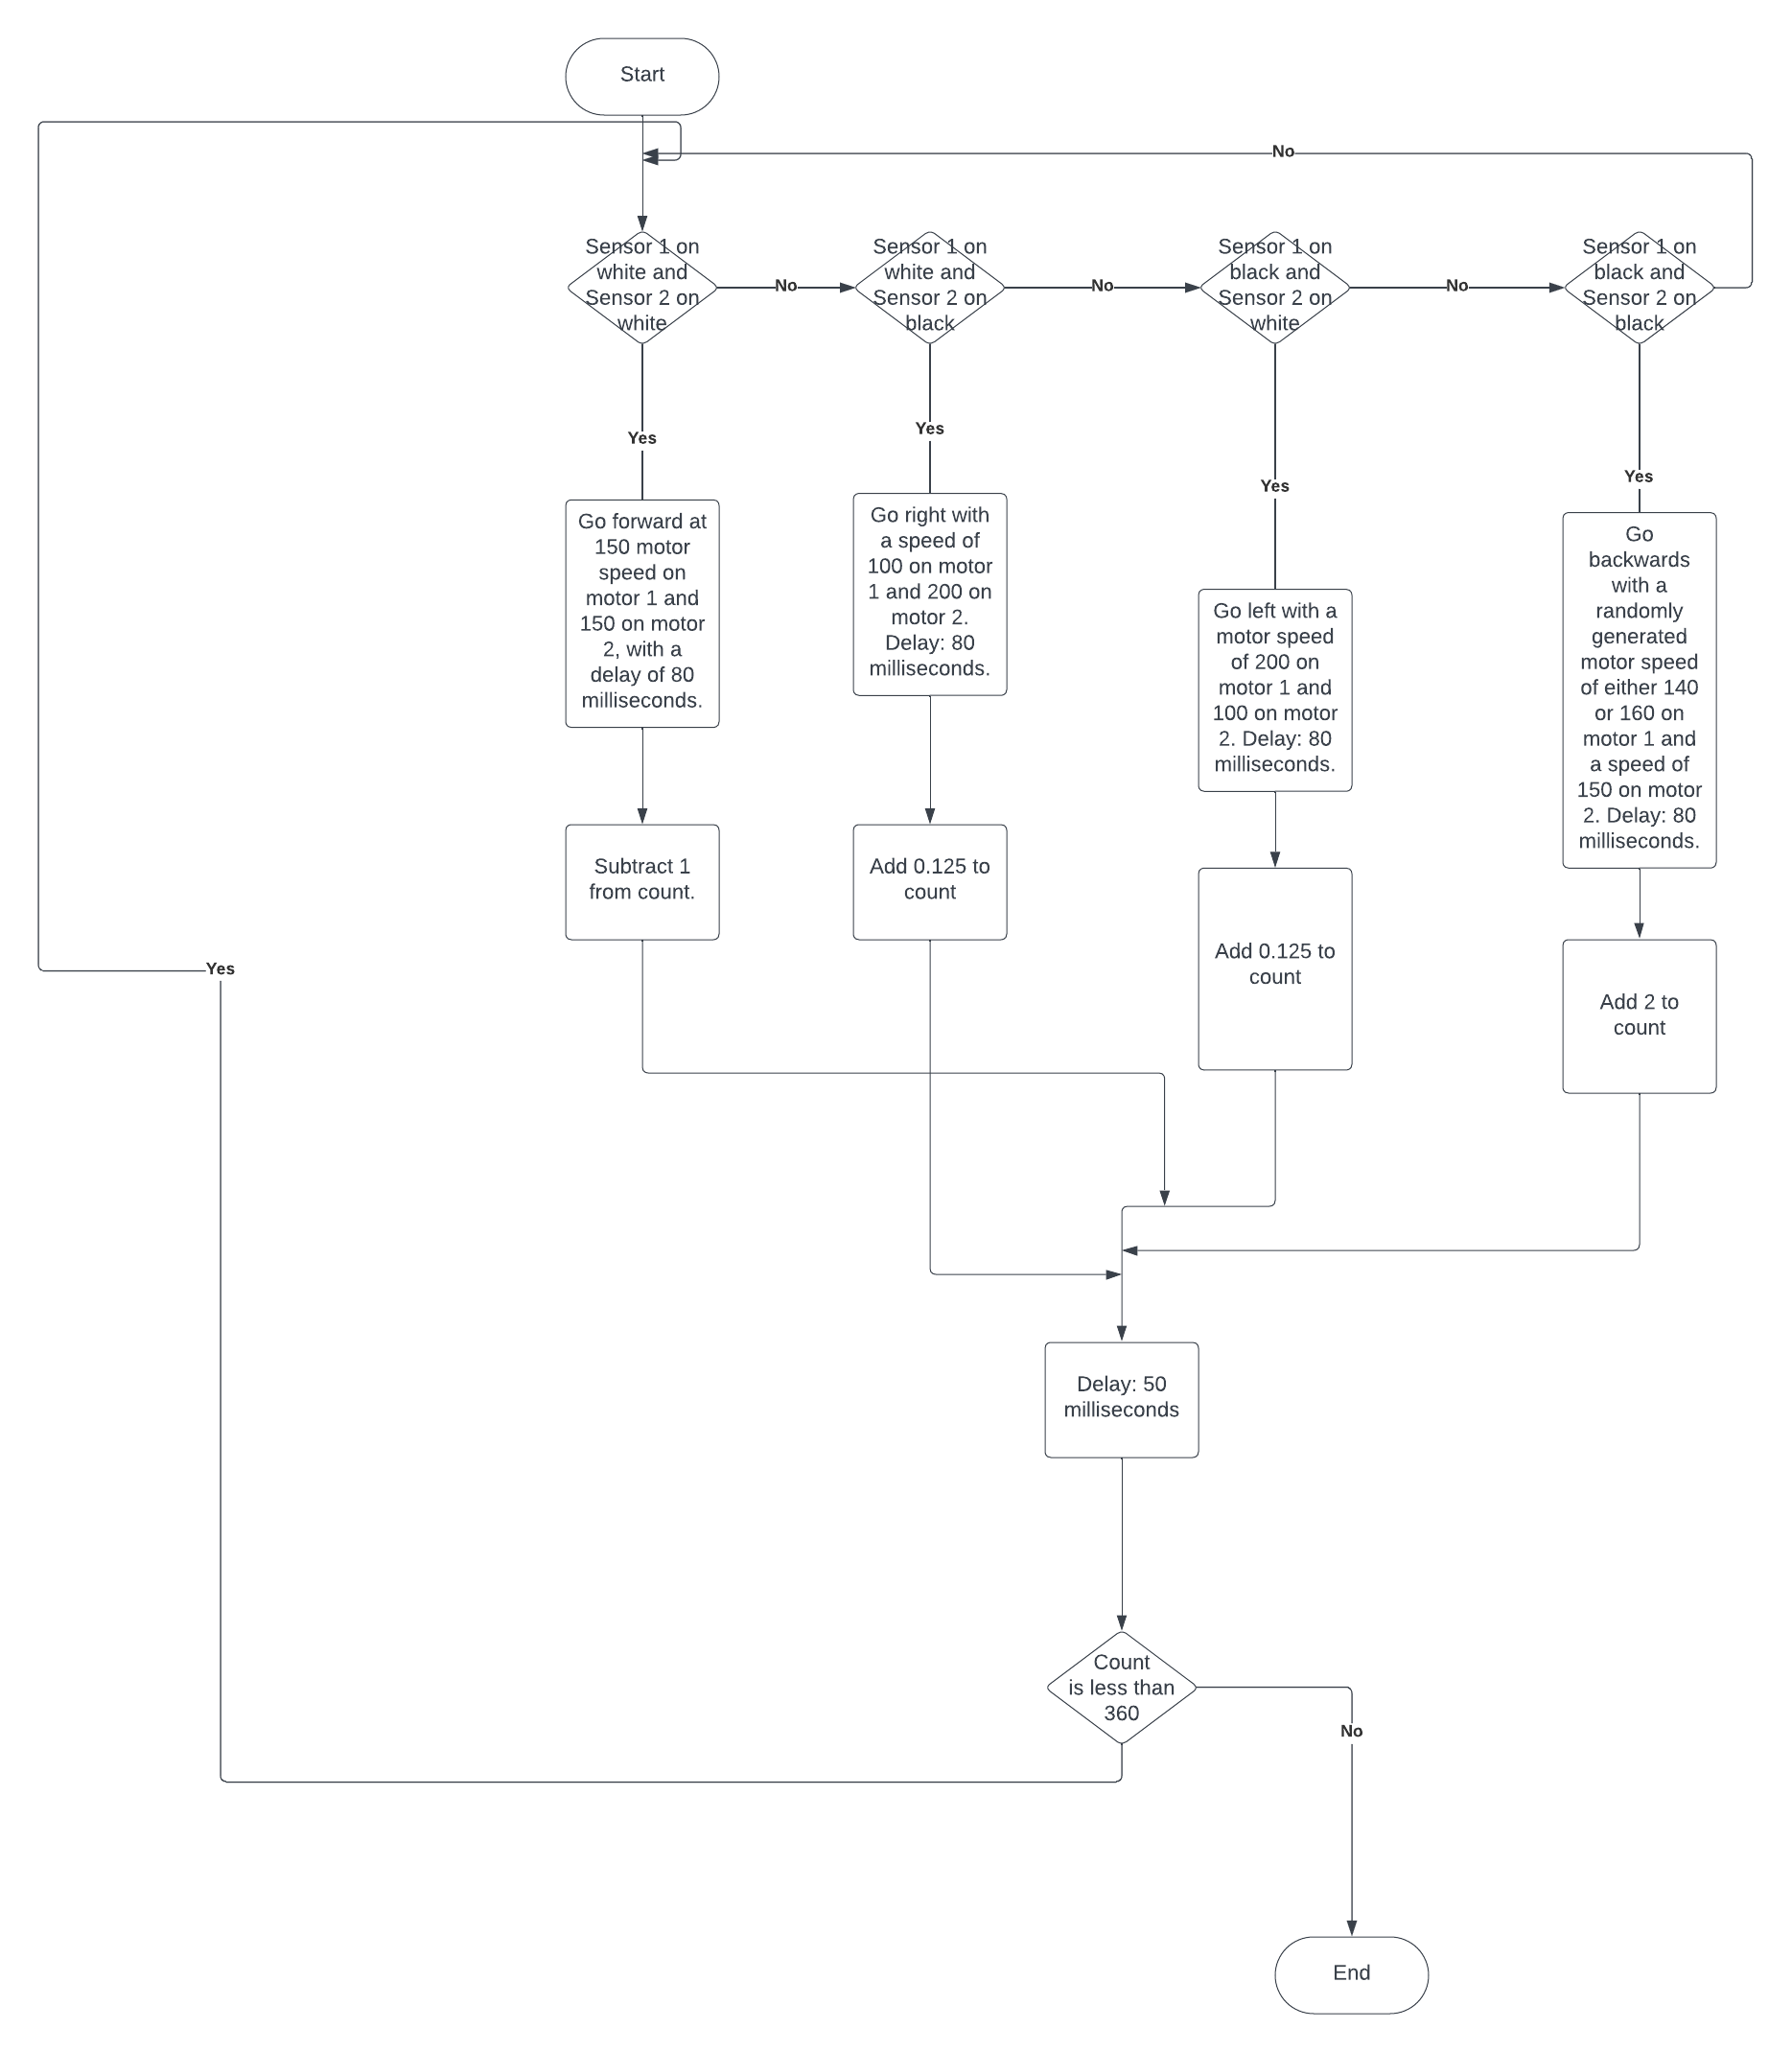 Start
No
Sensor 1 on
white and
Sensor 2 on
white
No
Sensor 1 on
white and
Sensor 2 on
black
No
Sensor 1 on
black and
Sensor 2 on
white
No
Sensor 1 on
black and
Sensor 2 on
black
Yes
Yes
Yes
Yes
Go forward at
150 motor
speed on
motor 1 and
150 on motor
2, with a
delay of 80
milliseconds.
Go right with
a speed of
100 on motor
1 and 200 on
motor 2.
Delay: 80
milliseconds.
Go left with a
motor speed
of 200 on
motor 1 and
100 on motor
2. Delay: 80
milliseconds.
Go
backwards
with a
randomly
generated
motor speed
of either 140
or 160 on
motor 1 and
a speed of
150 on motor
2. Delay: 80
milliseconds.
Subtract 1
from count.
Add 0.125 to
count
Add 0.125 to
count
Add 2 to
count
Yes
Delay: 50
milliseconds
Count
is less than
360
No
End